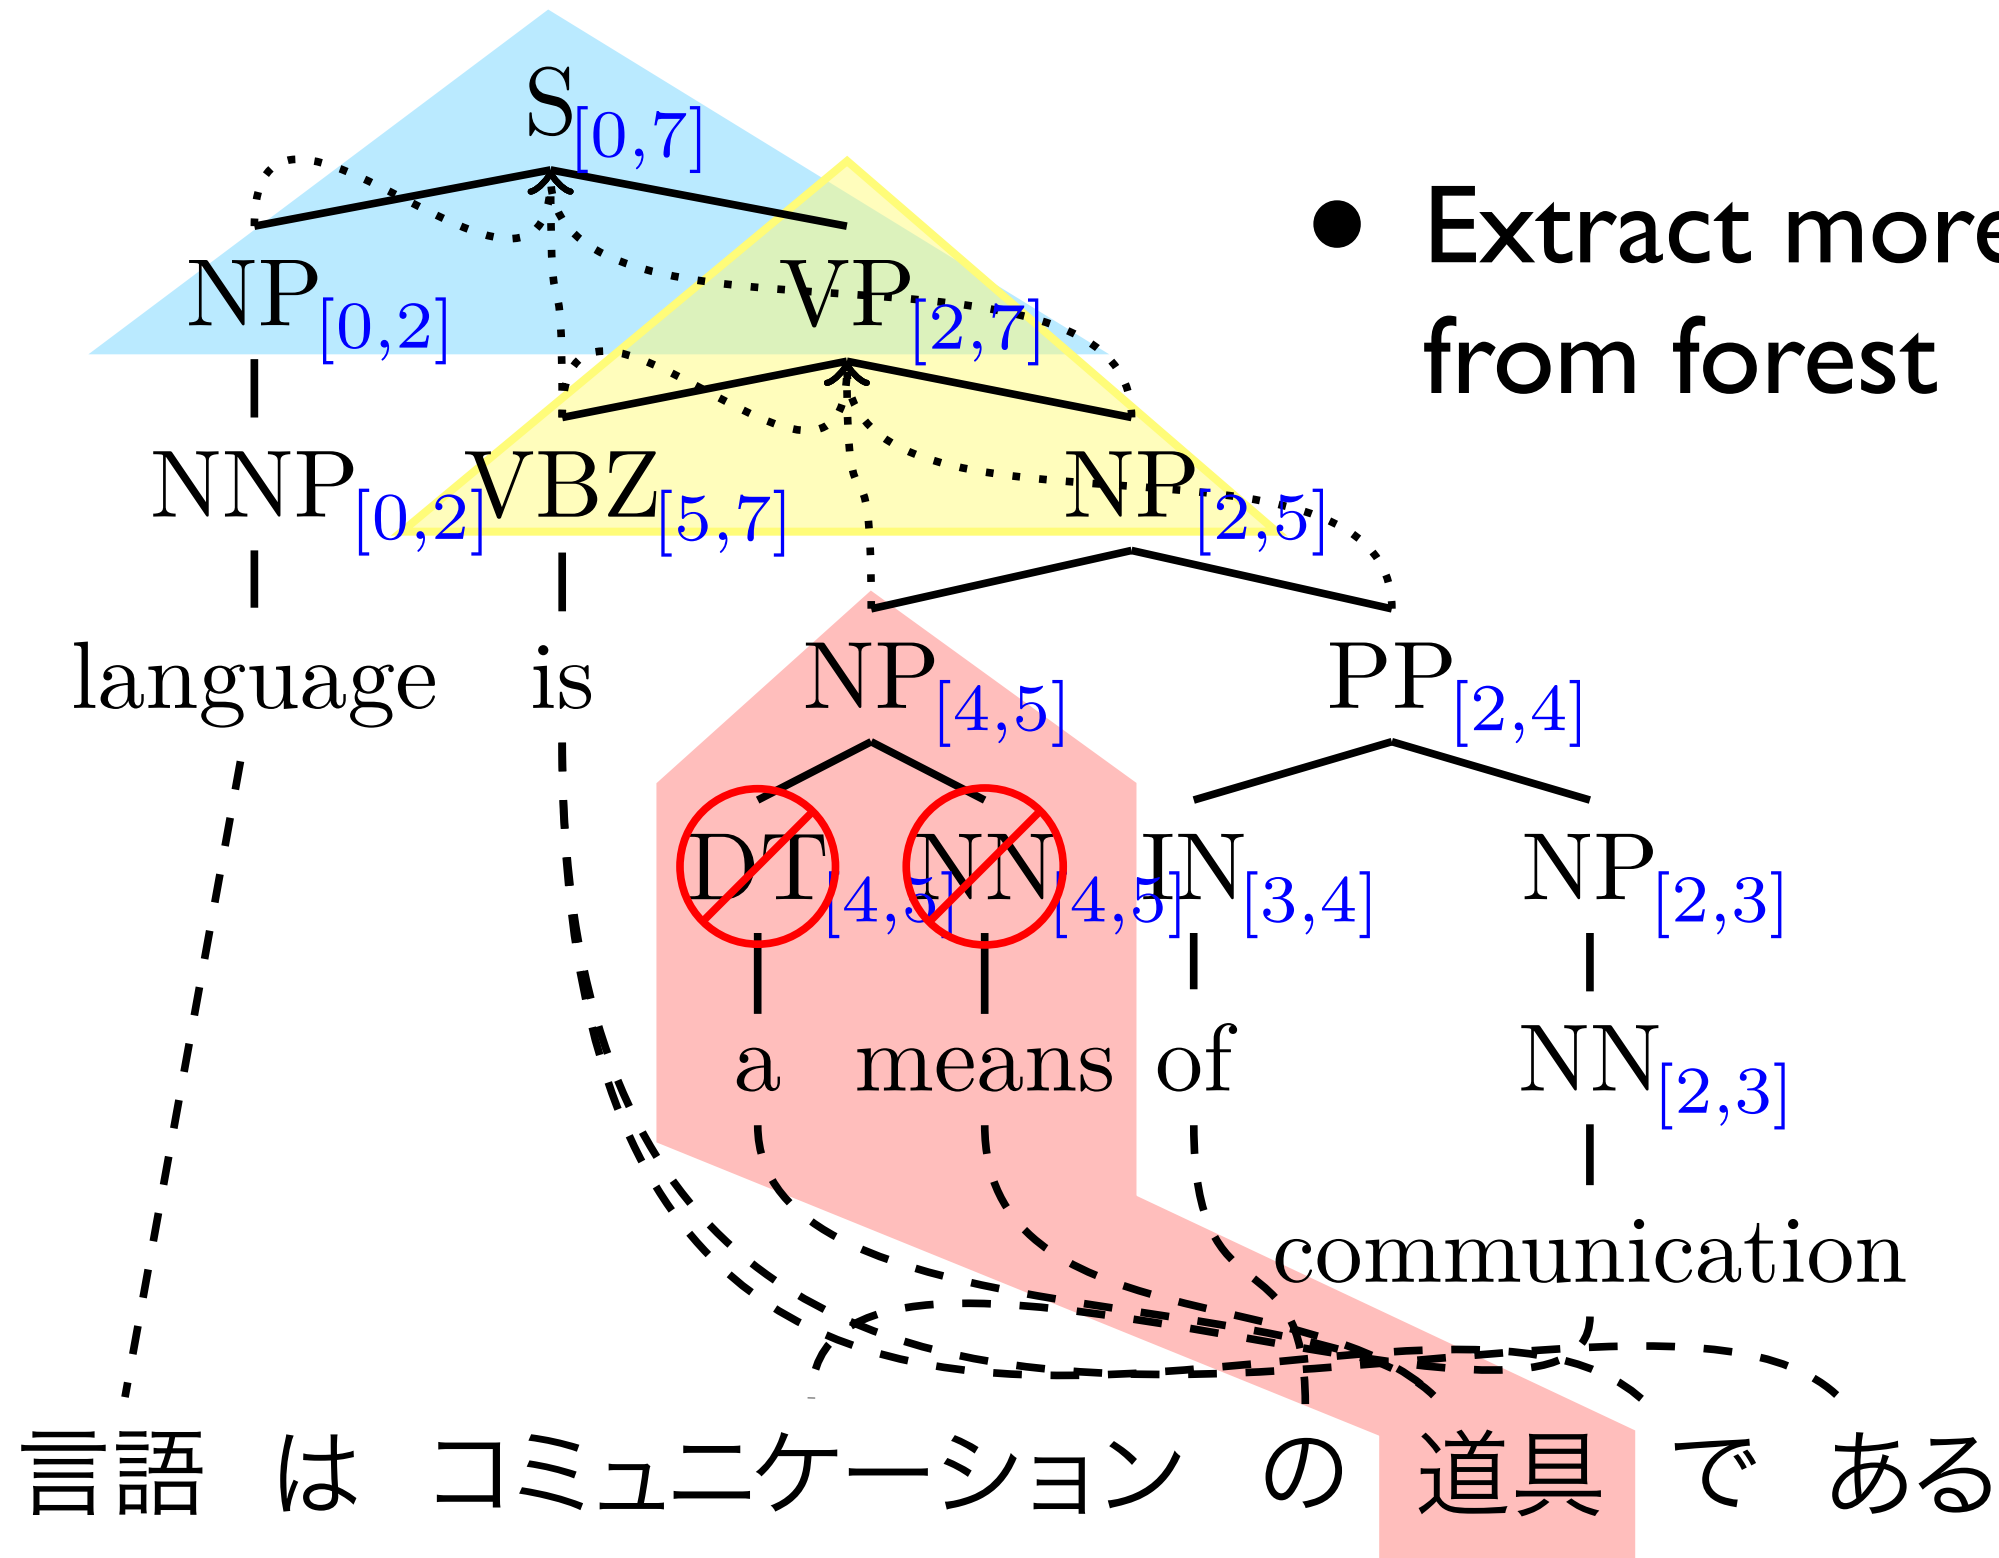 S[0,7]
• Extract more
from forest
NP[0,2] VP[2,7]
NNP[0,2] VBZ[5,7] NP[2,5]
language is NP[4,5] PP[2,4]
DT[4,5] NN[4,5] IN[3,4] NP[2,3]
a means of NN[2,3]
communication
言語 は コミュニケーション の 道具 で ある